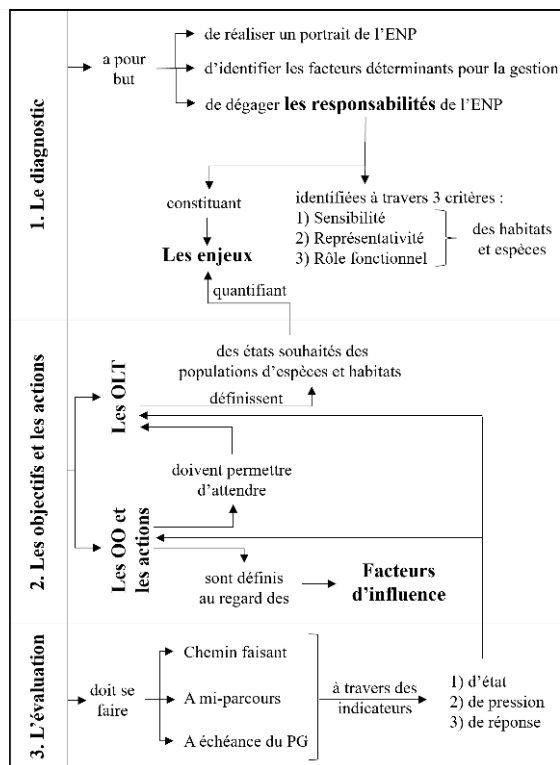 1. Le diagnostic
a pour
but
de réaliser un portrait de l'ENP
d'identifier les facteurs déterminants pour la gestion
de dégager les responsabilités de l'ENP
constituant
Les enjeux
identifiées à travers 3 critères :
1) Sensibilité
2) Représentativité
3) Rôle fonctionnel
des habitats
et espèces
quantifiant
2. Les objectifs et les actions
des états souhaités des
populations d'espèces et habitats
Les OLT
définissent
doivent permettre
d'attendre
Les OO et
les actions
sont définis
au regard des
Facteurs
d'influence
3. L'évaluation
doit se
faire
Chemin faisant
A mi-parcours
A échéance du PG
à travers des
indicateurs
1) d'état
2) de pression
3) de réponse